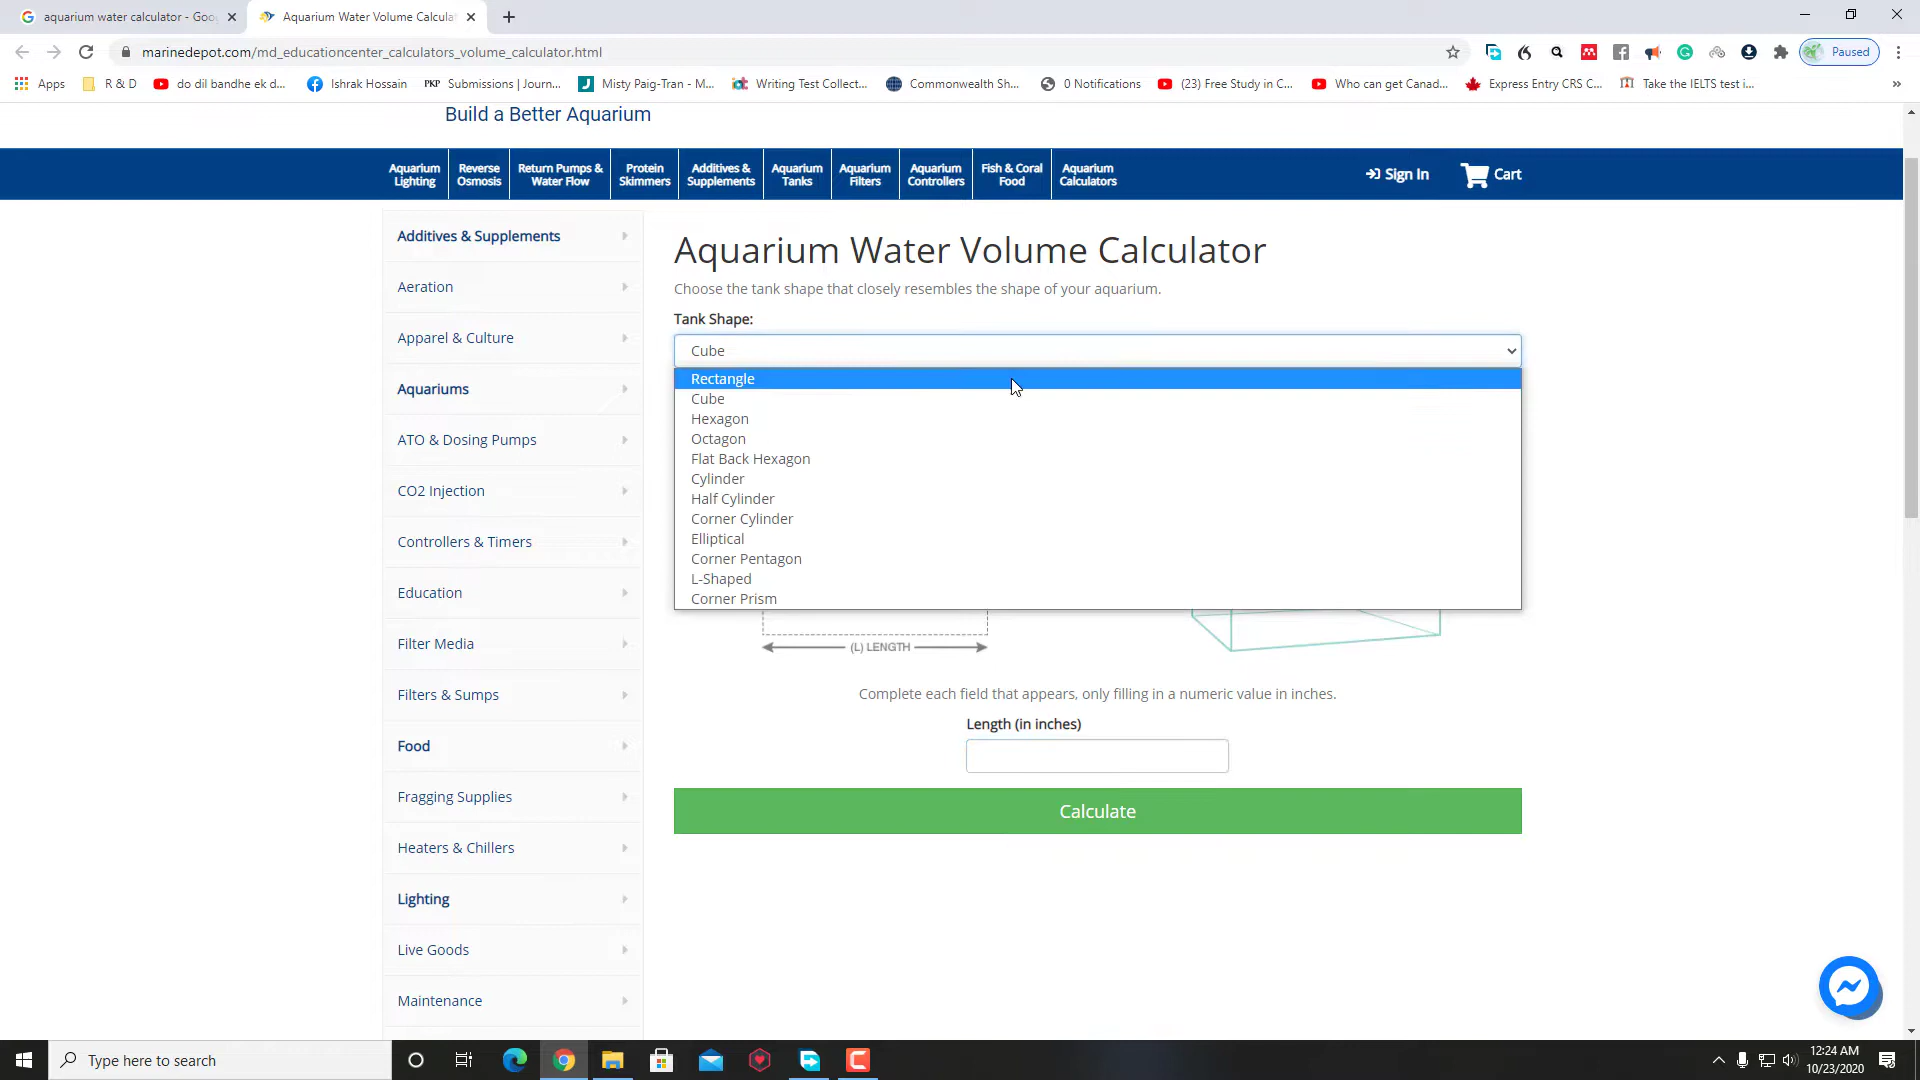 aquarium water calculator - Goo
Aquarium Water Volume Calcula
marinedepot.com/md_educationcenter_calculators_volume_calculator.html
Paused
Apps
R & D
do dil bandhe ek d...
Ishrak Hossain
PKP Submissions | Journ...
Misty Paig-Tran - M...
Writing Test Collect...
Commonwealth Sh...
0 Notifications
(23) Free Study in C...
Who can get Canad...
Express Entry CRS C...
Take the IELTS test i...
Build a Better Aquarium
Aquarium Lighting
Reverse Osmosis
Return Pumps & Water Flow
Protein Skimmers
Additives & Supplements
Aquarium Tanks
Aquarium Filters
Aquarium Controllers
Fish & Coral Food
Aquarium Calculators
Sign In
Cart
Additives & Supplements
Aeration
Apparel & Culture
Aquariums
ATO & Dosing Pumps
CO2 Injection
Controllers & Timers
Education
Filter Media
Filters & Sumps
Food
Fragging Supplies
Heaters & Chillers
Lighting
Live Goods
Maintenance
Aquarium Water Volume Calculator
Choose the tank shape that closely resembles the shape of your aquarium.
Tank Shape:
Cube
Rectangle
Cube
Hexagon
Octagon
Flat Back Hexagon
Cylinder
Half Cylinder
Corner Cylinder
Elliptical
Corner Pentagon
L-Shaped
Corner Prism
(L) LENGTH
Complete each field that appears, only filling in a numeric value in inches.
Length (in inches)
Calculate
Type here to search
12:24 AM
10/23/2020